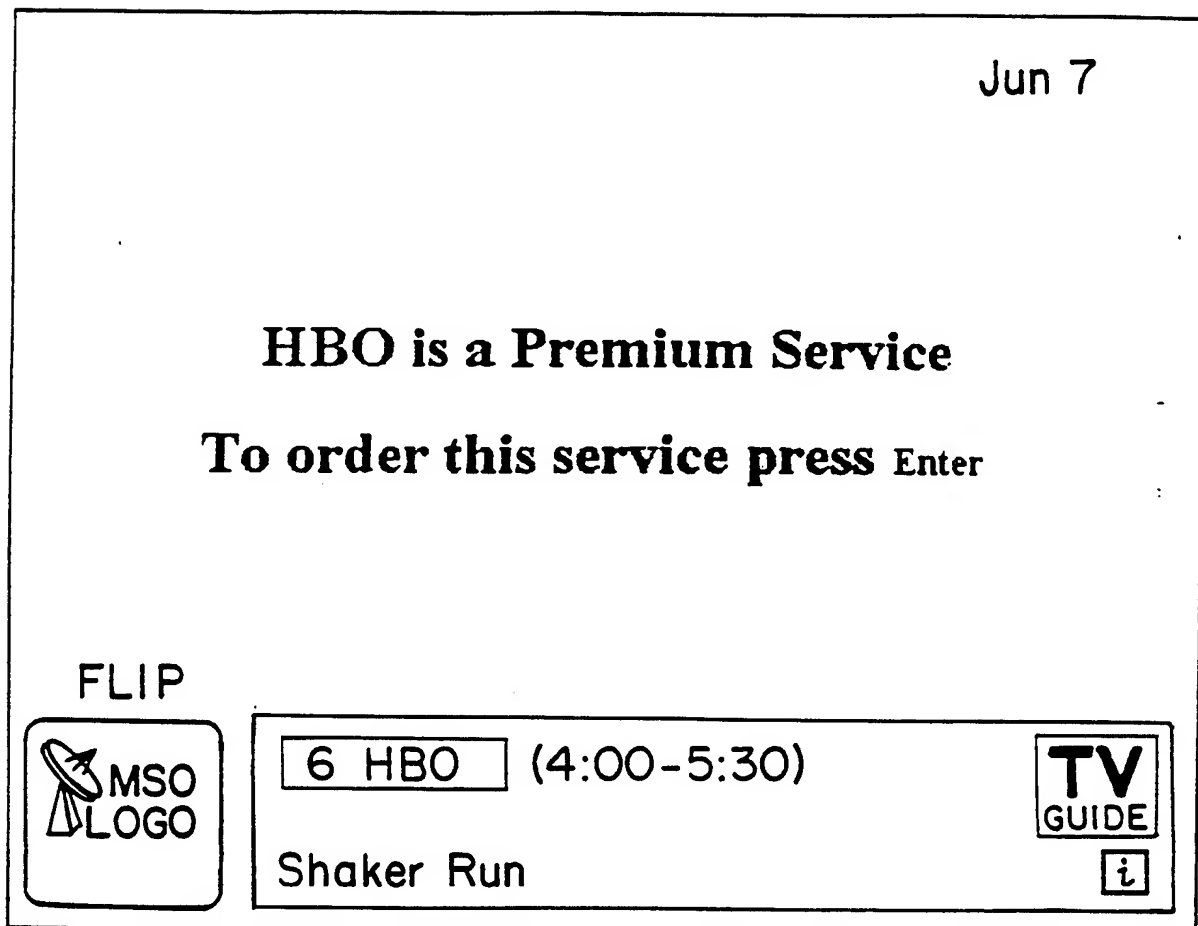 Jun 7
HBO is a Premium Service
To order this service press Enter
FLIP
MSO
LOGO
6 HBO (4:00-5:30)
TV
GUIDE
Shaker Run
i